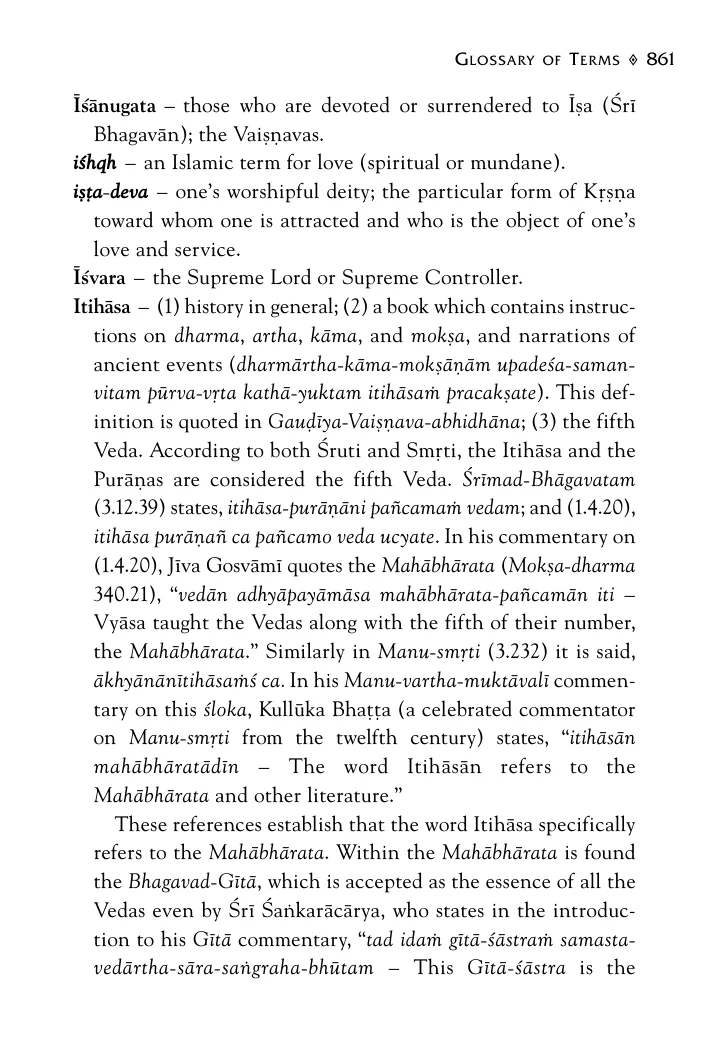 Glossary of Terms ◈ 861
Īśānugata – those who are devoted or surrendered to Īṣa (Śrī
Bhagavān); the Vaiṣṇavas.
iśhqh – an Islamic term for love (spiritual or mundane).
iṣṭa-deva – one’s worshipful deity; the particular form of Kṛṣṇa
toward whom one is attracted and who is the object of one’s
love and service.
Īśvara – the Supreme Lord or Supreme Controller.
Itihāsa – (1) history in general; (2) a book which contains instruc-
tions on dharma, artha, kāma, and mokṣa, and narrations of
ancient events (dharmārtha-kāma-mokṣāṇām upadeśa-saman-
vitam pūrva-vṛta kathā-yuktam itihāsaṁ pracakṣate). This def-
inition is quoted in Gauḍīya-Vaiṣṇava-abhidhāna; (3) the fifth
Veda. According to both Śruti and Smṛti, the Itihāsa and the
Purāṇas are considered the fifth Veda. Śrīmad-Bhāgavatam
(3.12.39) states, itihāsa-purāṇāni pañcamaṁ vedam; and (1.4.20),
itihāsa purāṇañ ca pañcamo veda ucyate. In his commentary on
(1.4.20), Jīva Gosvāmī quotes the Mahābhārata (Mokṣa-dharma
340.21), “vedān adhyāpayāmāsa mahābhārata-pañcamān iti –
Vyāsa taught the Vedas along with the fifth of their number,
the Mahābhārata.” Similarly in Manu-smṛti (3.232) it is said,
ākhyānānītihāsaṁś ca. In his Manu-vartha-muktāvalī commen-
tary on this śloka, Kullūka Bhaṭṭa (a celebrated commentator
on Manu-smṛti from the twelfth century) states, “itihāsān
mahābhāratādīn – The word Itihāsān refers to the
Mahābhārata and other literature.”
These references establish that the word Itihāsa specifically
refers to the Mahābhārata. Within the Mahābhārata is found
the Bhagavad-Gītā, which is accepted as the essence of all the
Vedas even by Śrī Śaṅkarācārya, who states in the introduc-
tion to his Gītā commentary, “tad idaṁ gītā-śāstraṁ samasta-
vedārtha-sāra-saṅgraha-bhūtam – This Gītā-śāstra is the